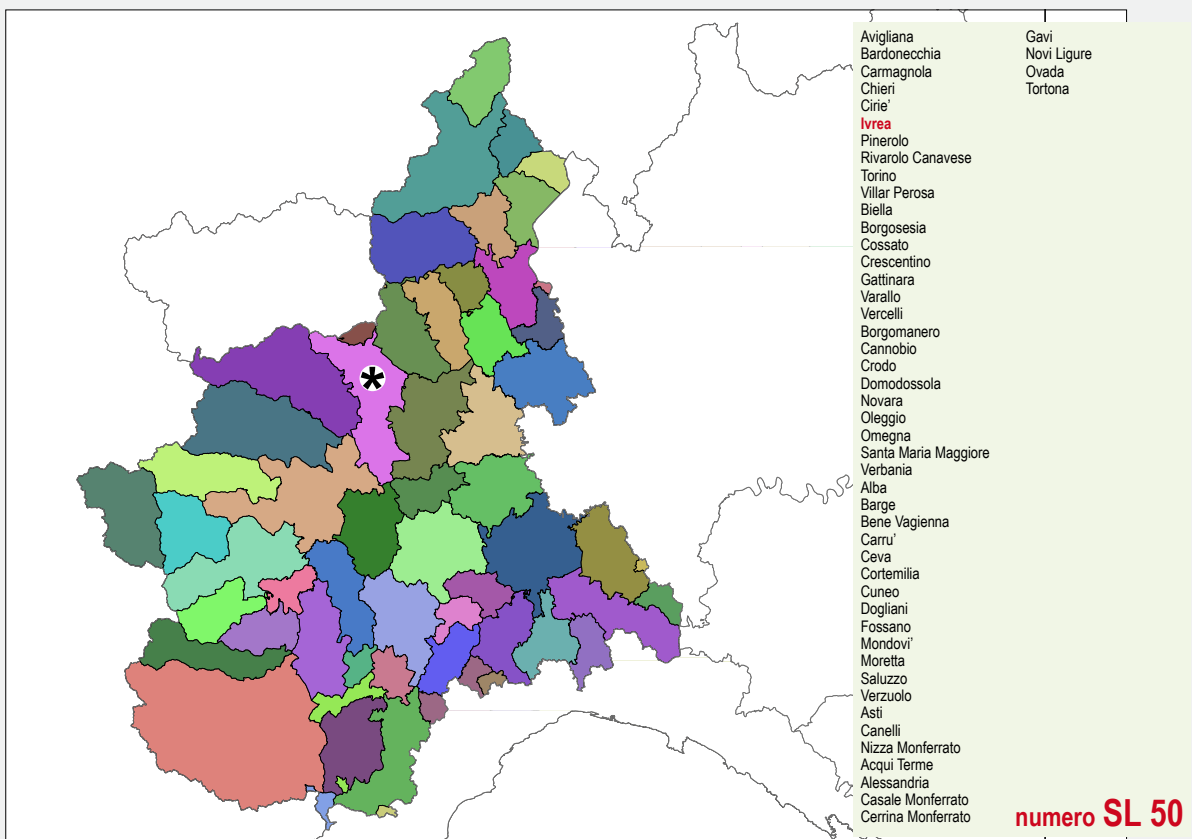 Avigliana
Bardonecchia
Carmagnola
Chieri
Cirie'
Ivrea
Pinerolo
Rivarolo Canavese
Torino
Villar Perosa
Biella
Borgosesia
Cossato
Crescentino
Gattinara
Varallo
Vercelli
Borgomanero
Cannobio
Crodo
Domodossola
Novara
Oleggio
Omegna
Santa Maria Maggiore
Verbania
Alba
Barge
Bene Vagienna
Carru'
Ceva
Cortemilia
Cuneo
Dogliani
Fossano
Mondovi'
Moretta
Saluzzo
Verzuolo
Asti
Canelli
Nizza Monferrato
Acqui Terme
Alessandria
Casale Monferrato
Cerrina Monferrato
Gavi
Novi Ligure
Ovada
Tortona
*
numero SL 50